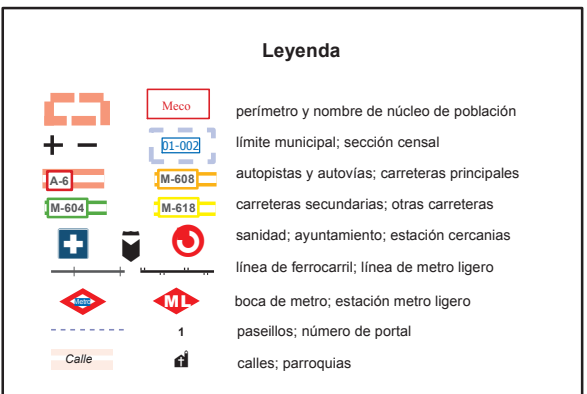 Leyenda
Meco perímetro y nombre de núcleo de población
01-002 límite municipal; sección censal
A-6 M-608 autopistas y autovías; carreteras principales
M-604 M-618 carreteras secundarias; otras carreteras
sanidad; ayuntamiento; estación cercanias
línea de ferrocarril; línea de metro ligero
Metro ML boca de metro; estación metro ligero
1 paseillos; número de portal
Calle calles; parroquias